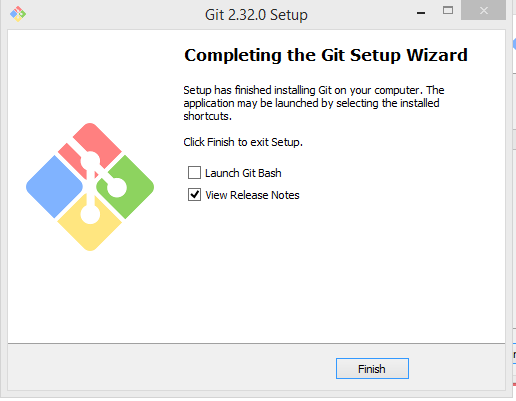 Git 2.32.0 Setup
Completing the Git Setup Wizard
Setup has finished installing Git on your computer. The
application may be launched by selecting the installed
shortcuts.
Click Finish to exit Setup.
Launch Git Bash
View Release Notes
Finish